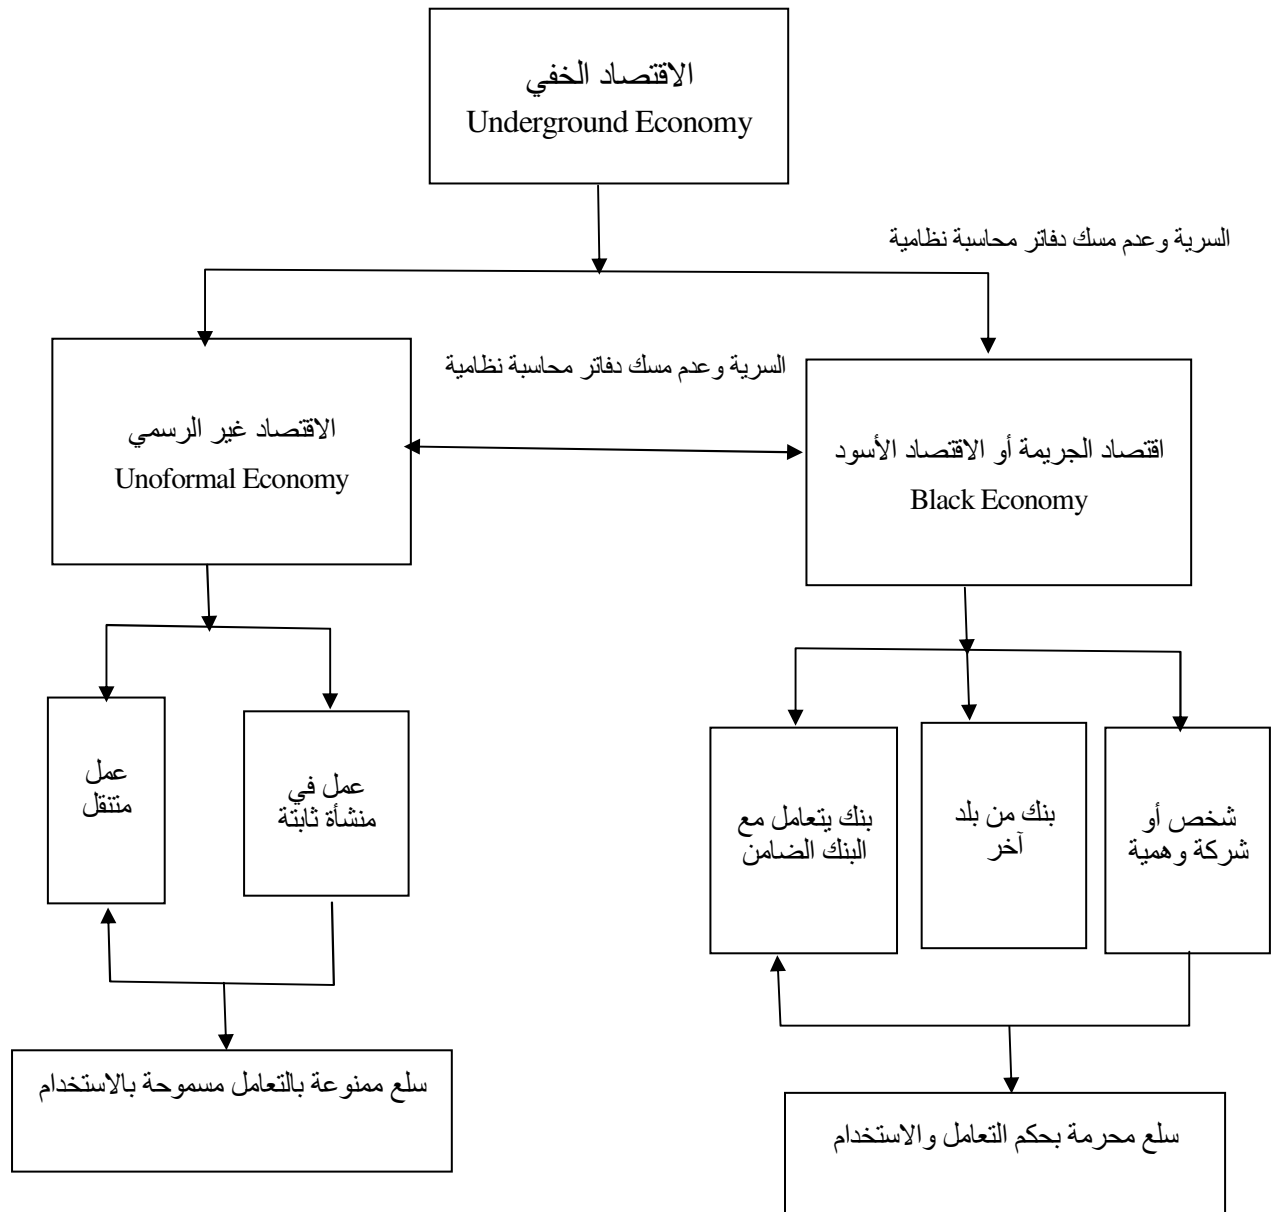 الاقتصاد الخفي
Underground Economy
السرية وعدم مسك دفاتر محاسبة نظامية
السرية وعدم مسك دفاتر محاسبة نظامية
اقتصاد الجريمة أو الاقتصاد الأسود
Black Economy
الاقتصاد غير الرسمي
Unoformal Economy
شخص أو
شركة وهمية
بنك من بلد
آخر
بنك يتعامل مع
البنك الضامن
عمل في
منشأة ثابتة
عمل
متنقل
سلع ممنوعة بالتعامل مسموحة بالاستخدام
سلع محرمة بحكم التعامل والاستخدام